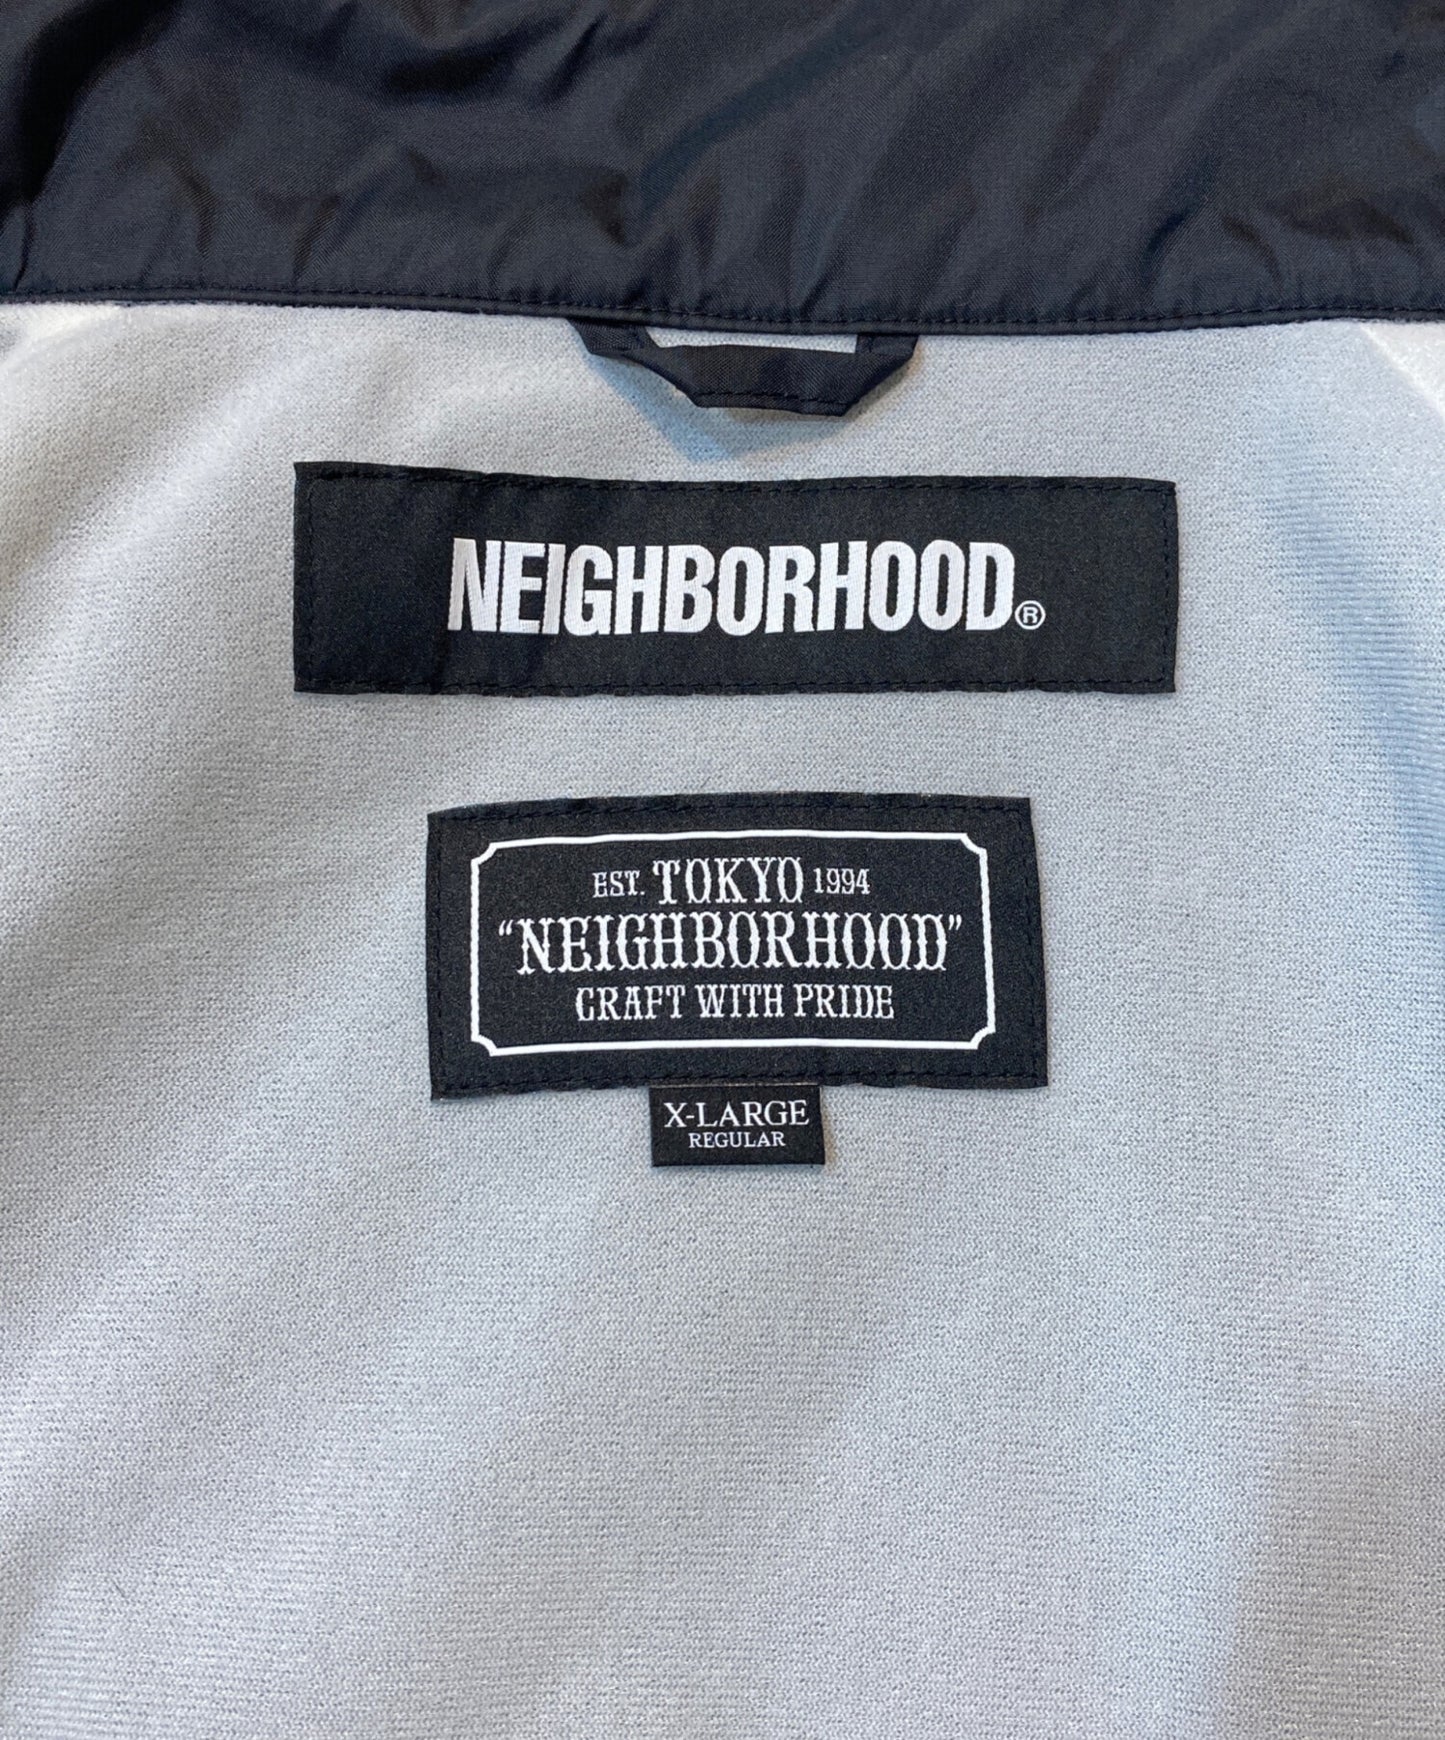 NEIGHBORHOOD®
EST. TOKYO 1994
“NEIGHBORHOOD”
CRAFT WITH PRIDE
X-LARGE
REGULAR